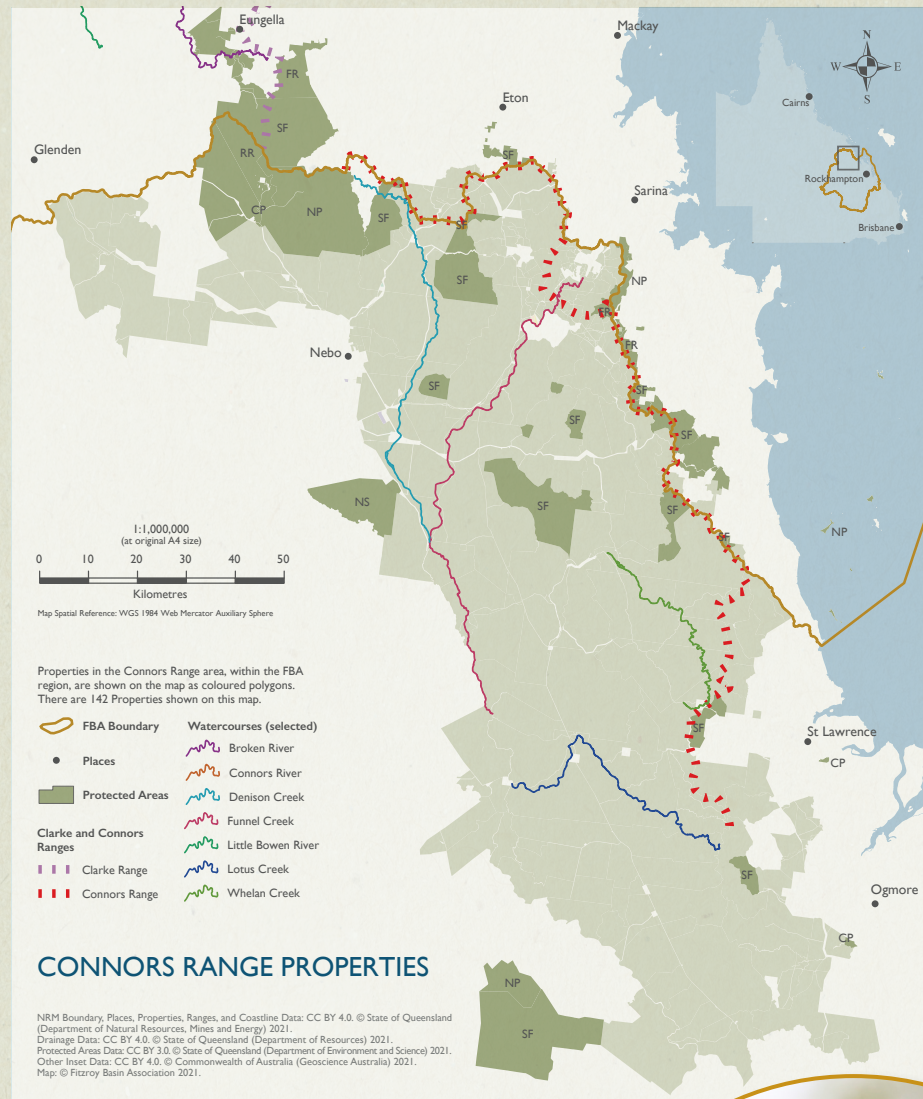 Eungella
Mackay
N
W
E
S
FR
Eton
Cairns
SF
Glenden
RR
SF
Rockhampton
Sarina
CP
NP
SF
SF
Brisbane
SF
NP
FR
Nebo
FR
SF
SF
SF
SF
NS
SF
SF
SF
NP
1:1,000,000
(at original A4 size)
0 10 20 30 40 50
Kilometres
Map Spatial Reference: WGS 1984 Web Mercator Auxiliary Sphere
Properties in the Connors Range area, within the FBA
region, are shown on the map as coloured polygons.
There are 142 Properties shown on this map.
FBA Boundary
Places
Protected Areas
Clarke and Connors
Ranges
Clarke Range
Connors Range
Watercourses (selected)
Broken River
Connors River
Denison Creek
Funnel Creek
Little Bowen River
Lotus Creek
Whelan Creek
SF
St Lawrence
CP
SF
Ogmore
CP
NP
SF
CONNORS RANGE PROPERTIES
NRM Boundary, Places, Properties, Ranges, and Coastline Data: CC BY 4.0. © State of Queensland
(Department of Natural Resources, Mines and Energy) 2021.
Drainage Data: CC BY 4.0. © State of Queensland (Department of Resources) 2021.
Protected Areas Data: CC BY 3.0. © State of Queensland (Department of Environment and Science) 2021.
Other Inset Data: CC BY 4.0. © Commonwealth of Australia (Geoscience Australia) 2021.
Map: © Fitzroy Basin Association 2021.